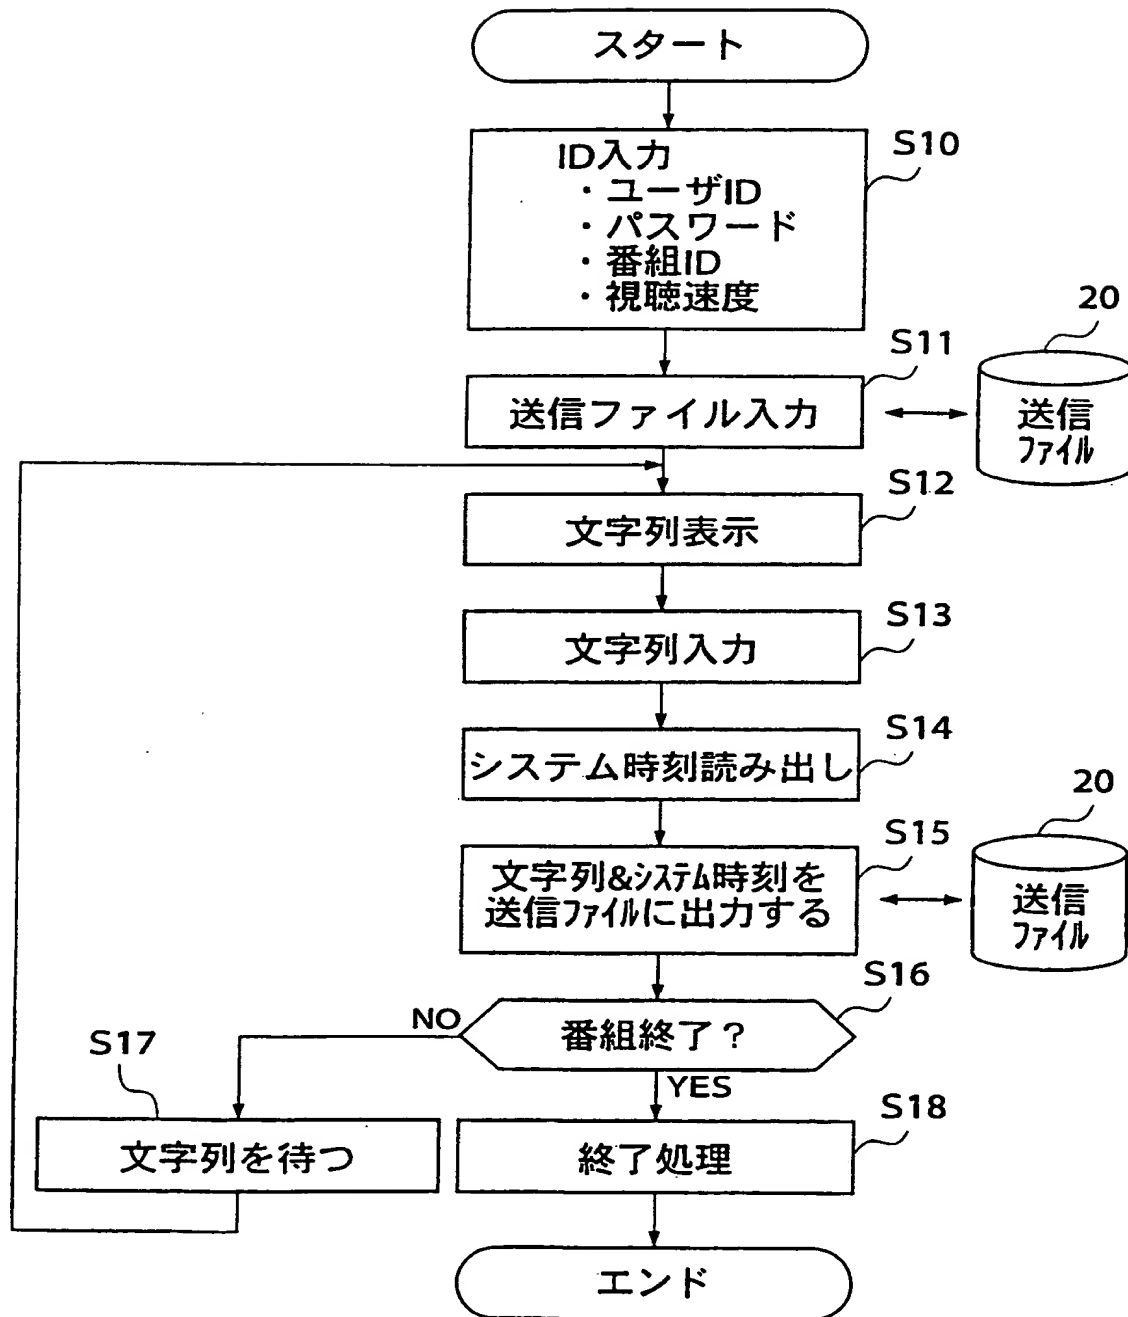 スタート
S10
ID入力
・ユーザID
・パスワード
・番組ID
・視聴速度
S11
送信ファイル入力
20
送信
ファイル
S12
文字列表示
S13
文字列入力
S14
システム時刻読み出し
S15
文字列&システム時刻を
送信ファイルに出力する
20
送信
ファイル
S16
番組終了?
NO
YES
S17
文字列を待つ
S18
終了処理
エンド